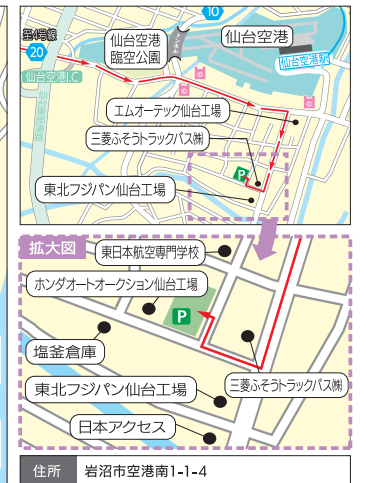 至4号線
20
10
仙台空港
臨空公園
トンネル
仙台空港
仙台空港駅
仙台空港I.C
仙台東部道路
エムオーテック仙台工場
三菱ふそうトラックバス㈱
P
東北フジパン仙台工場
拡大図
東日本航空専門学校
ホンダオートオークション仙台工場
P
塩釜倉庫
三菱ふそうトラックバス㈱
東北フジパン仙台工場
日本アクセス
住所 岩沼市空港南1-1-4